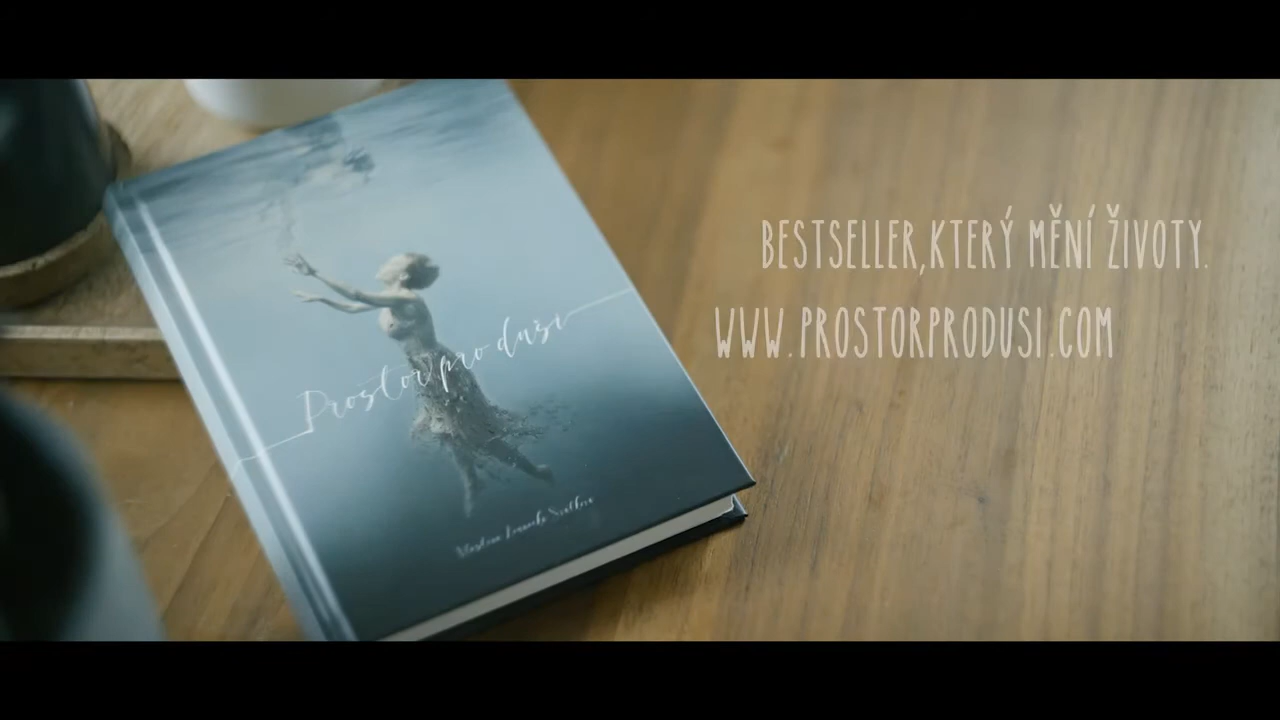 Prostor pro duši
BESTSELLER,KTERÝ MĚNÍ ŽIVOTY.
WWW.PROSTORPRODUSI.COM